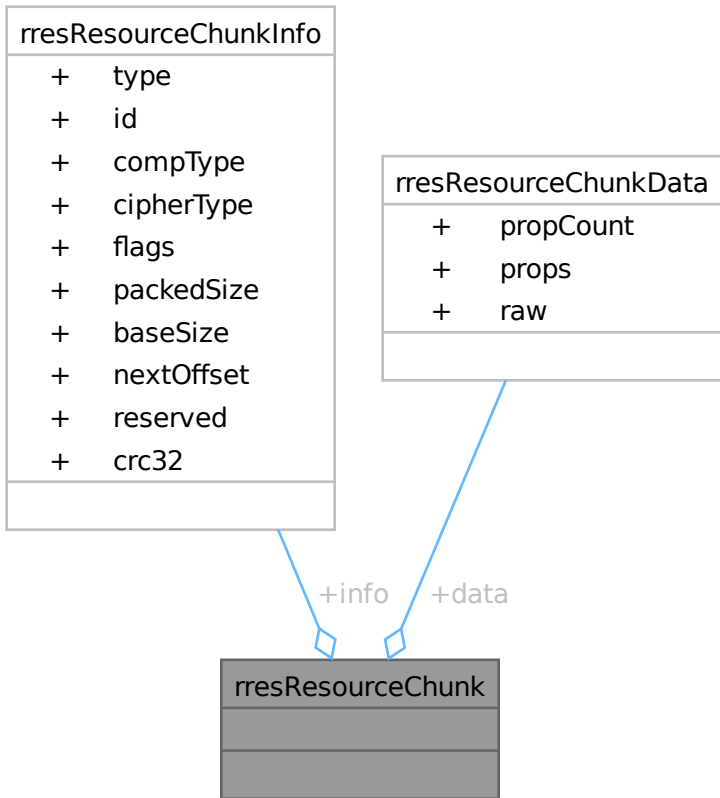 rresResourceChunkInfo
+ type
+ id
+ compType
+ cipherType
+ flags
+ packedSize
+ baseSize
+ nextOffset
+ reserved
+ crc32
rresResourceChunkData
+ propCount
+ props
+ raw
+info
+data
rresResourceChunk